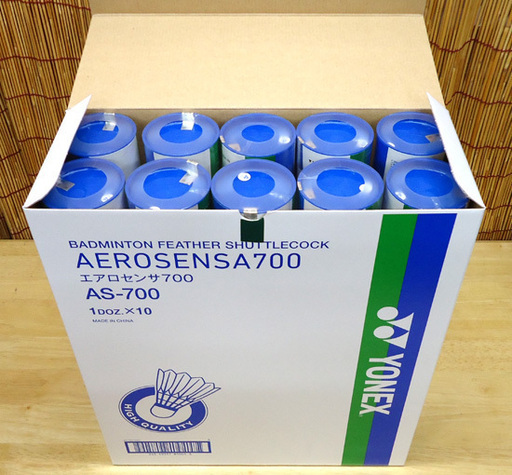 BADMINTON FEATHER SHUTTLECOCK
AEROSENSA700
エアロセンサ700
AS-700
1DOZ.×10
MADE IN CHINA
YONEX
HIGH QUALITY